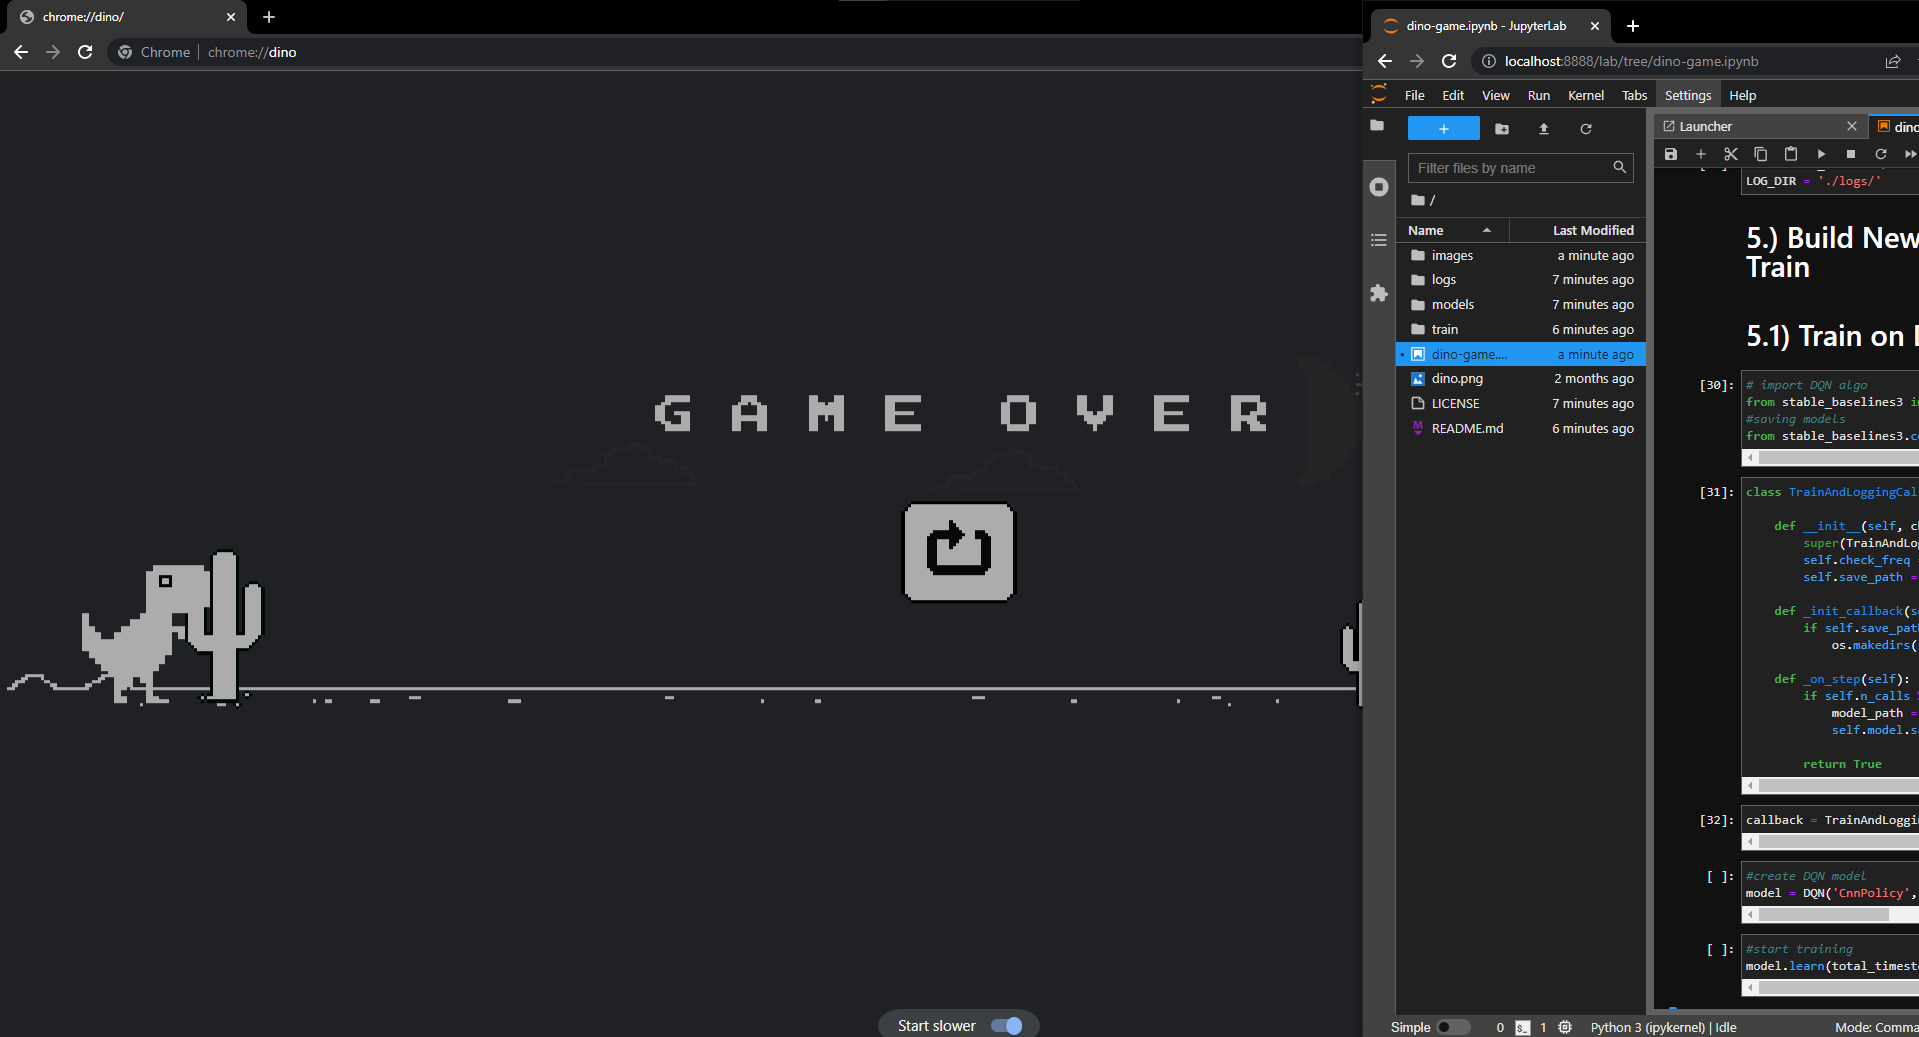 chrome://dino/
Chrome | chrome://dino
GAME OVER
Start slower
dino-game.ipynb - JupyterLab
localhost:8888/lab/tree/dino-game.ipynb
File Edit View Run Kernel Tabs Settings Help
Launcher
dino
Filter files by name
/
Name Last Modified
images a minute ago
logs 7 minutes ago
models 7 minutes ago
train 6 minutes ago
dino-game.... a minute ago
dino.png 2 months ago
LICENSE 7 minutes ago
README.md 6 minutes ago
LOG_DIR = './logs/'
5.) Build New
Train
5.1) Train on
[30]:
# import DQN algo
from stable_baselines3
#saving models
from stable_baselines3.
[31]:
class TrainAndLoggingCal
def __init__(self,
super(TrainAndLo
self.check_freq
self.save_path =
def _init_callback(s
if self.save_pat
os.makedirs(
def _on_step(self):
if self.n_calls
model_path =
self.model.s
return True
[32]:
callback = TrainAndLoggi
[ ]:
#create DQN model
model = DQN('CnnPolicy',
[ ]:
#start training
model.learn(total_timest
Simple 0 1 Python 3 (ipykernel) | Idle Mode: Comma